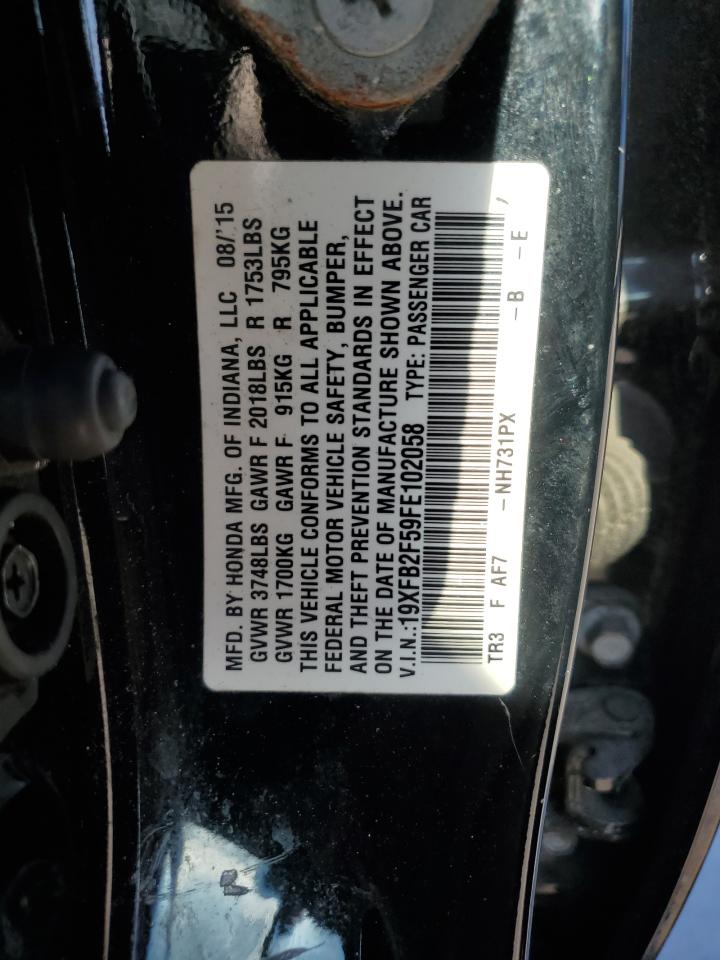 MFD. BY HONDA MFG. OF INDIANA, LLC 08/'15
GVWR 3748LBS GAWR F 2018LBS R 1753LBS
GVWR 1700KG GAWR F 915KG R 795KG
THIS VEHICLE CONFORMS TO ALL APPLICABLE
FEDERAL MOTOR VEHICLE SAFETY, BUMPER,
AND THEFT PREVENTION STANDARDS IN EFFECT
ON THE DATE OF MANUFACTURE SHOWN ABOVE.
V.I.N.:19XFB2F59FE102058 TYPE: PASSENGER CAR
TR3 F AF7 -NH731PX -B -E /